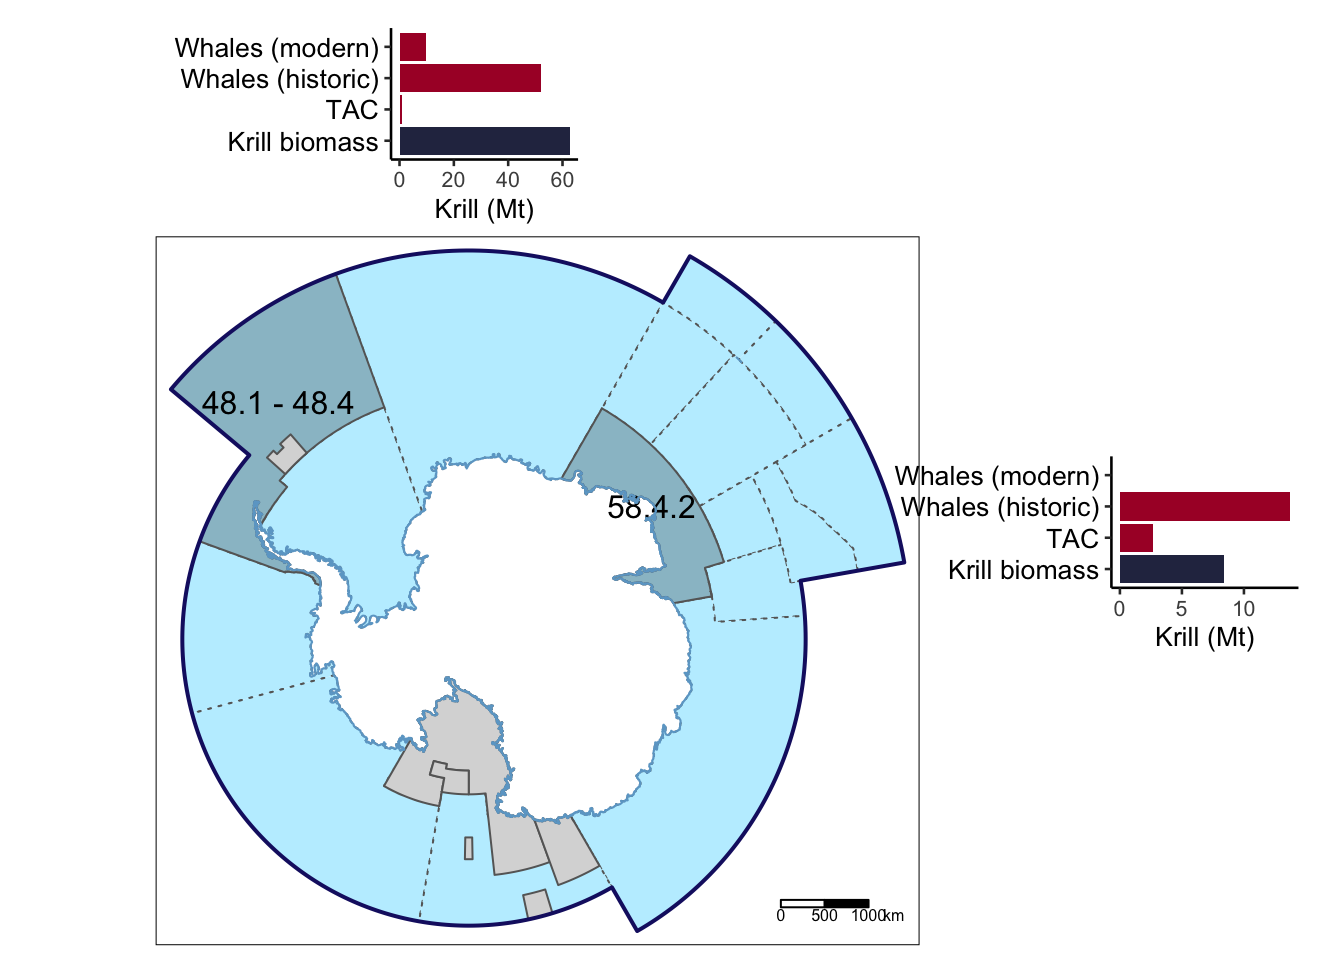 Whales (modern)
Whales (historic)
TAC
Krill biomass
0 20 40 60
Krill (Mt)
48.1 - 48.4
58.4.2
Whales (modern)
Whales (historic)
TAC
Krill biomass
0 5 10
Krill (Mt)
0 500 1000km